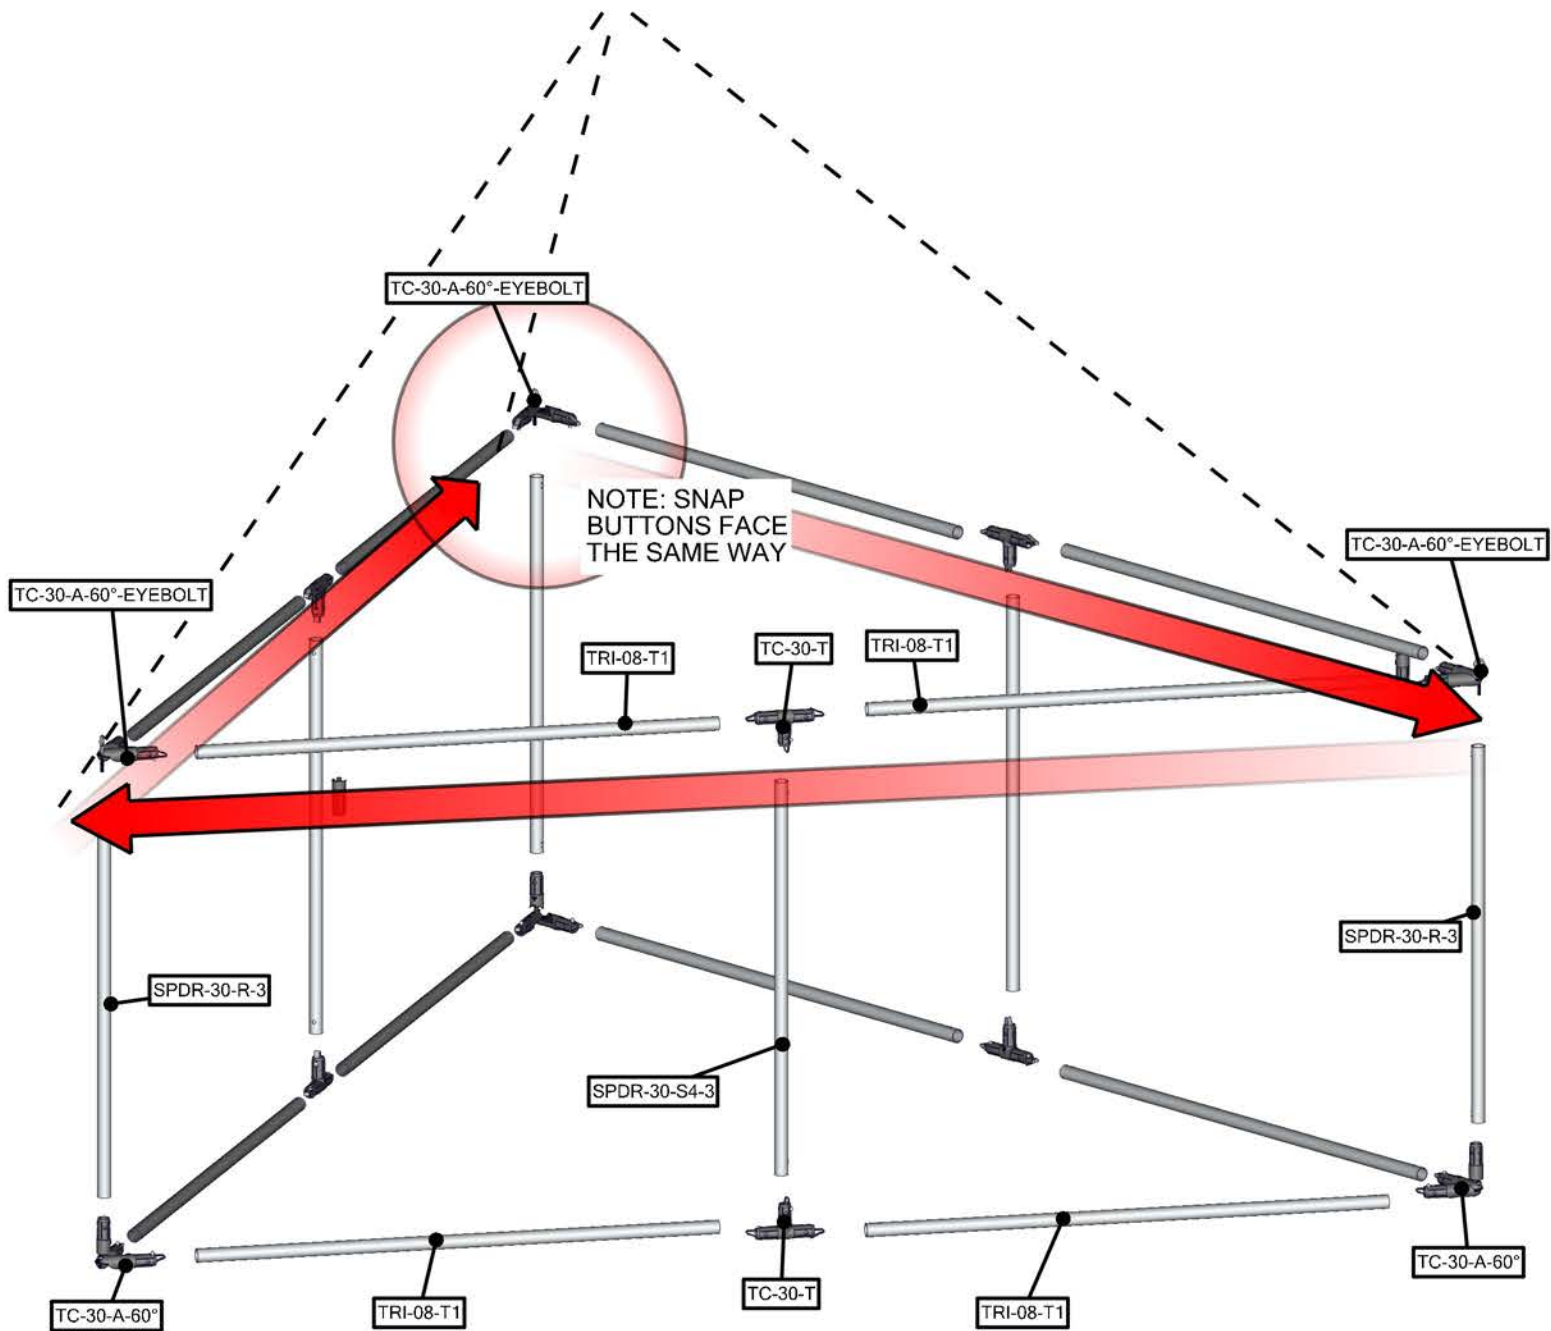 TC-30-A-60°-EYEBOLT
NOTE: SNAP
BUTTONS FACE
THE SAME WAY
TC-30-A-60°-EYEBOLT
TC-30-A-60°-EYEBOLT
TRI-08-T1
TC-30-T
TRI-08-T1
SPDR-30-R-3
SPDR-30-R-3
SPDR-30-S4-3
TC-30-A-60°
TC-30-A-60°
TRI-08-T1
TC-30-T
TRI-08-T1